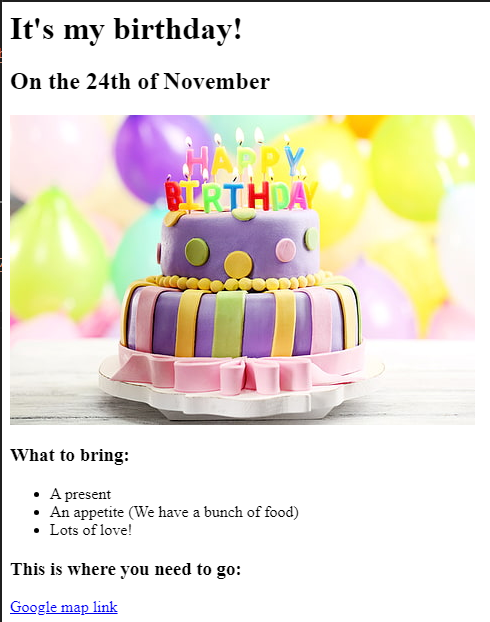 It's my birthday!
On the 24th of November
HAPPY
BIRTHDAY
What to bring:
A present
An appetite (We have a bunch of food)
Lots of love!
This is where you need to go:
Google map link